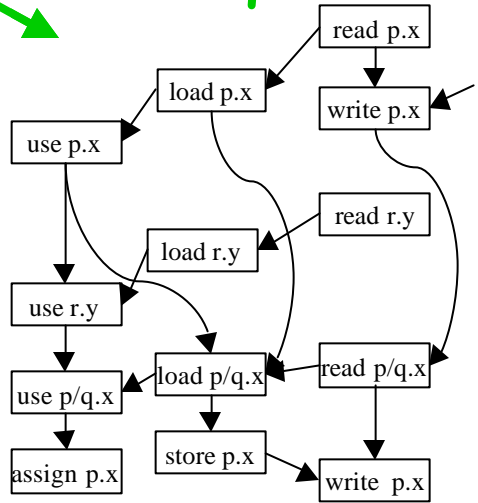 read p.x
load p.x
write p.x
use p.x
read r.y
load r.y
use r.y
load p/q.x
read p/q.x
use p/q.x
store p.x
assign p.x
write p.x